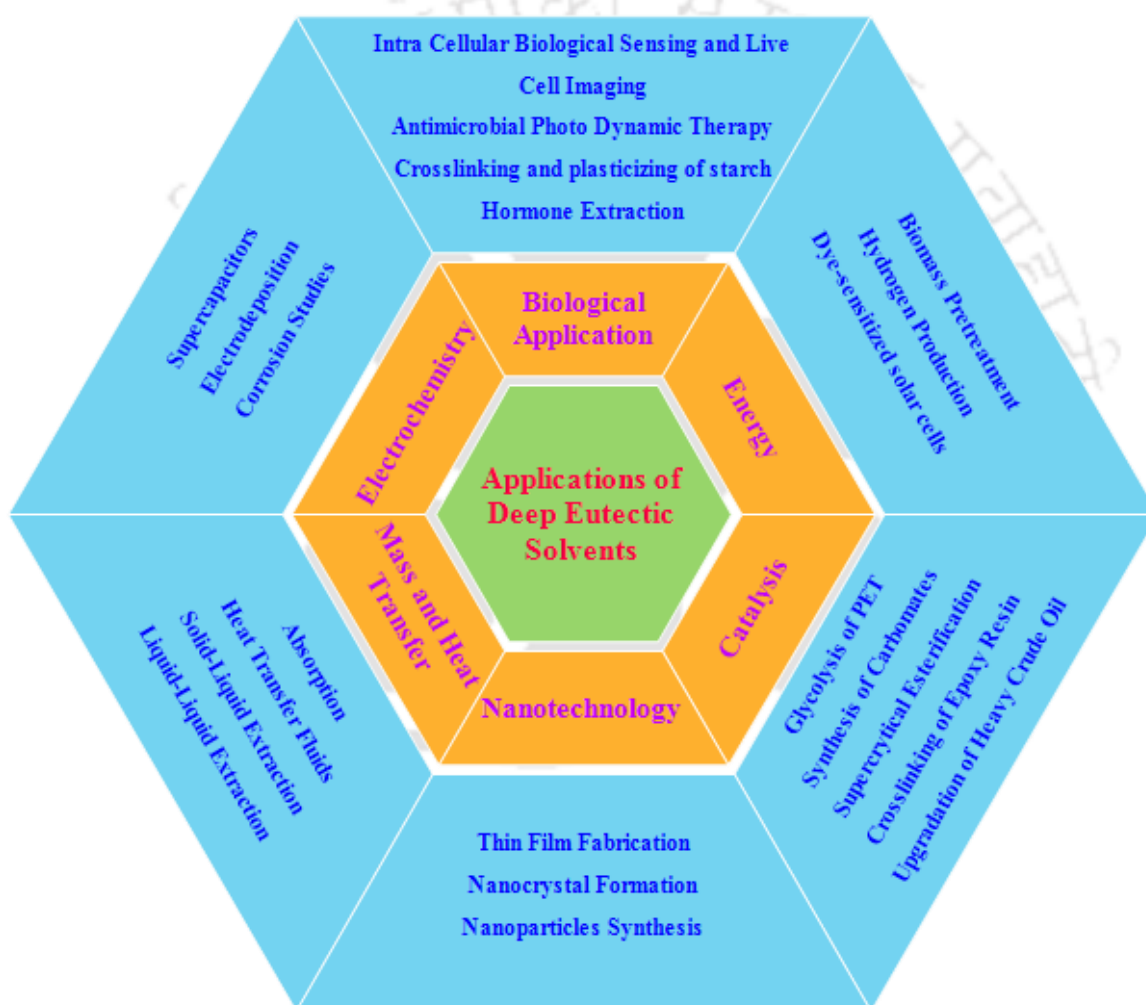 Intra Cellular Biological Sensing and Live
Cell Imaging
Antimicrobial Photo Dynamic Therapy
Crosslinking and plasticizing of starch
Hormone Extraction
Biological
Application
Supercapacitors
Electrodeposition
Corrosion Studies
Electrochemistry
Energy
Biomass Pretreatment
Hydrogen Production
Dye-sensitized solar cells
Applications of
Deep Eutectic
Solvents
Mass and Heat
Transfer
Absorption
Heat Transfer Fluids
Solid-Liquid Extraction
Liquid-Liquid Extraction
Catalysis
Glycolysis of PET
Synthesis of Carbomates
Supercrytical Esterification
Crosslinking of Epoxy Resin
Upgradation of Heavy Crude Oil
Nanotechnology
Thin Film Fabrication
Nanocrystal Formation
Nanoparticles Synthesis